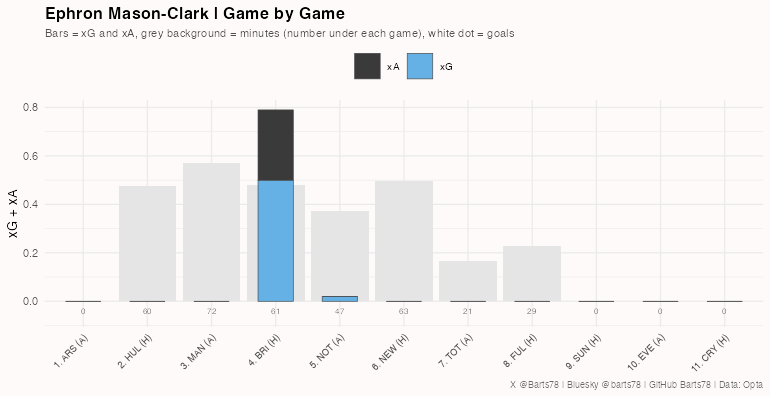 Ephron Mason-Clark | Game by Game
Bars = xG and xA, grey background = minutes (number under each game), white dot = goals
xA xG
xG + xA
0.8
0.6
0.4
0.2
0.0
0 60 72 61 47 63 21 29 0 0 0
1. ARS (A)
2. HUL (H)
3. MAN (A)
4. BRI (H)
5. NOT (A)
6. NEW (H)
7. TOT (A)
8. FUL (H)
9. SUN (H)
10. EVE (A)
11. CRY (H)
X @Barts78 | Bluesky @barts78 | GitHub Barts78 | Data: Opta